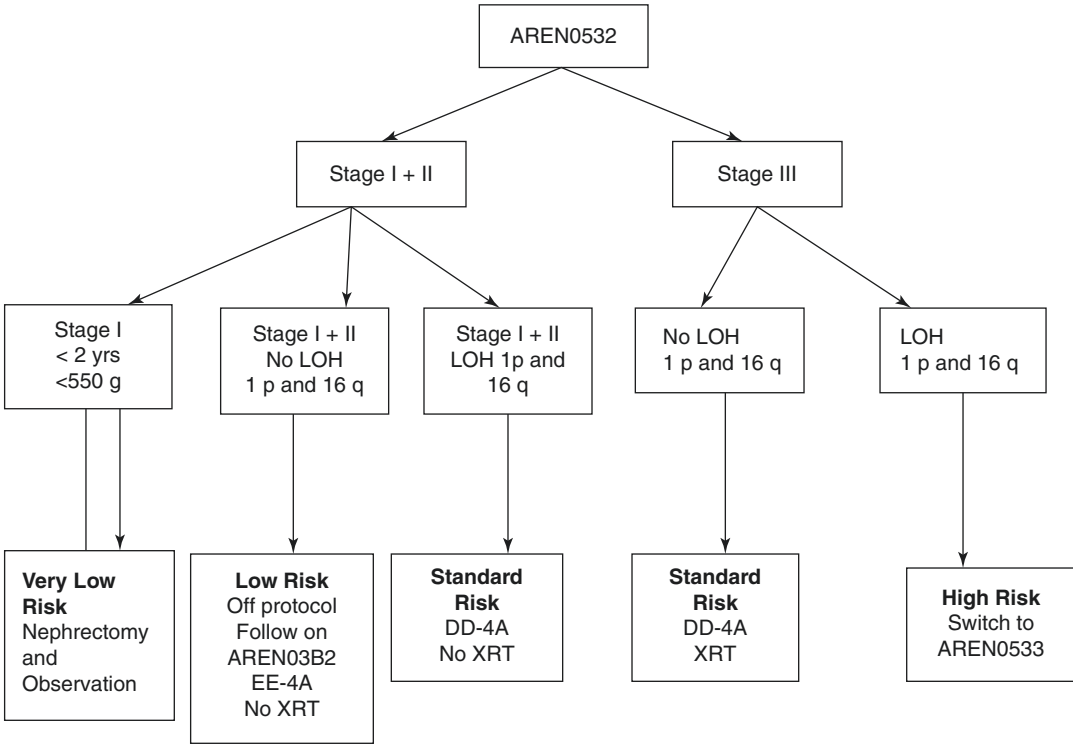 AREN0532
Stage I + II
Stage III
Stage I
< 2 yrs
<550 g
Stage I + II
No LOH
1 p and 16 q
Stage I + II
LOH 1p and
16 q
No LOH
1 p and 16 q
LOH
1 p and 16 q
Very Low
Risk
Nephrectomy
and
Observation
Low Risk
Off protocol
Follow on
AREN03B2
EE-4A
No XRT
Standard
Risk
DD-4A
No XRT
Standard
Risk
DD-4A
XRT
High Risk
Switch to
AREN0533